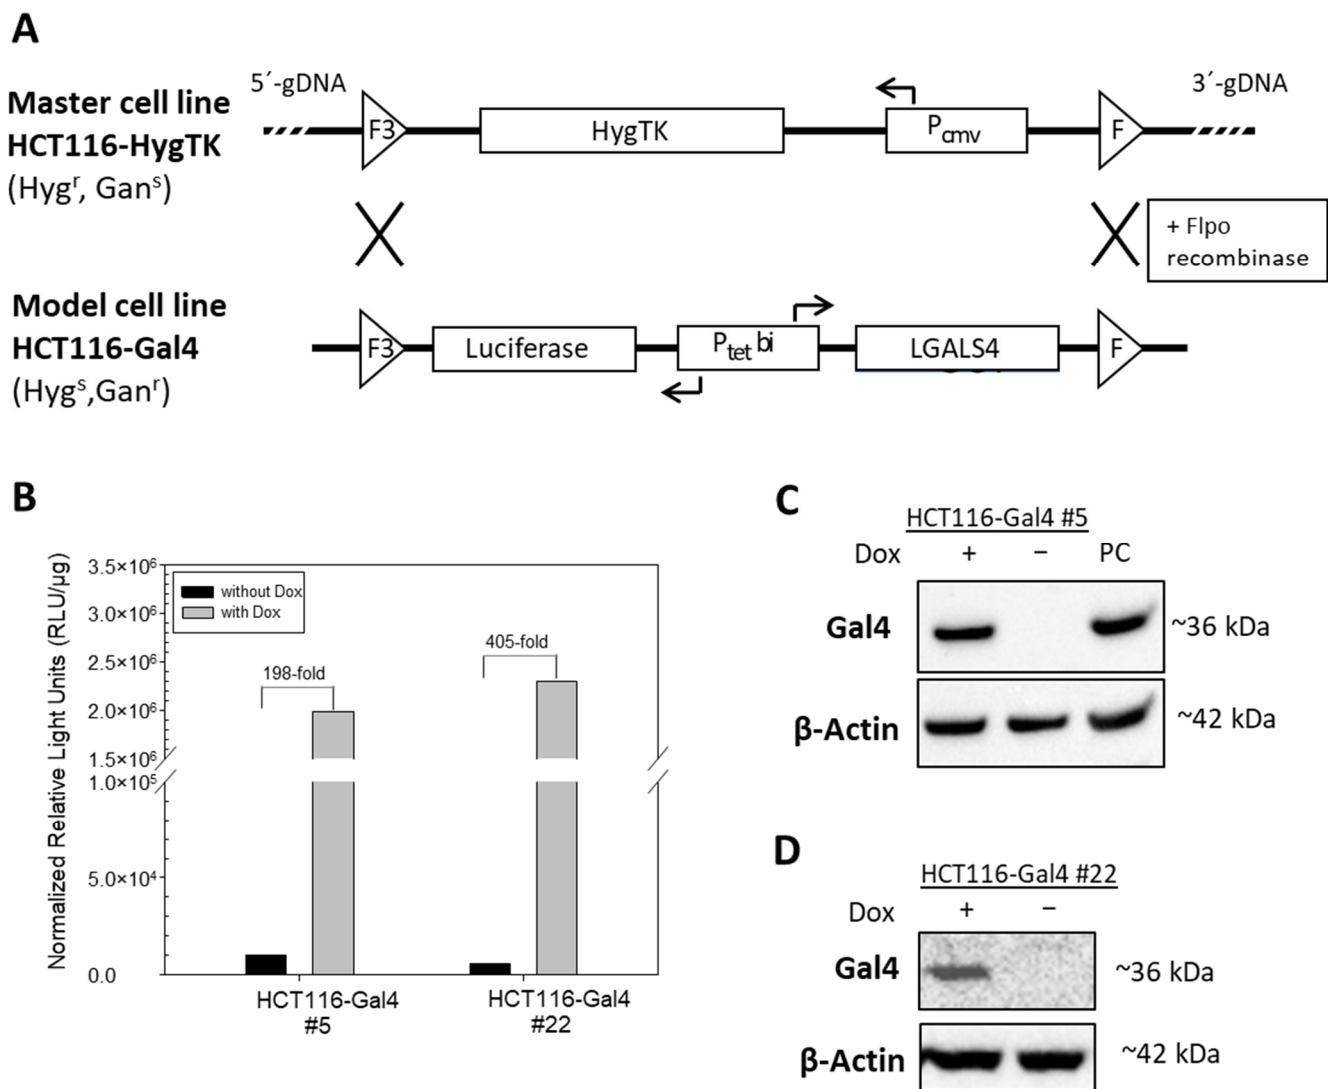 A
Master cell line
HCT116-HygTK
(Hygʳ, Ganˢ)
5´-gDNA
3´-gDNA
F3
HygTK
Pcmv
F
+ Flpo
recombinase
Model cell line
HCT116-Gal4
(Hygˢ,Ganʳ)
F3
Luciferase
Ptet bi
LGALS4
F
B
Normalized Relative Light Units (RLU/µg)
3.5×10⁶
3.0×10⁶
2.5×10⁶
2.0×10⁶
1.5×10⁶
1.0×10⁵
5.0×10⁴
0.0
without Dox
with Dox
198-fold
405-fold
HCT116-Gal4
#5
HCT116-Gal4
#22
C
HCT116-Gal4 #5
Dox + − PC
Gal4 ~36 kDa
β-Actin ~42 kDa
D
HCT116-Gal4 #22
Dox + −
Gal4 ~36 kDa
β-Actin ~42 kDa